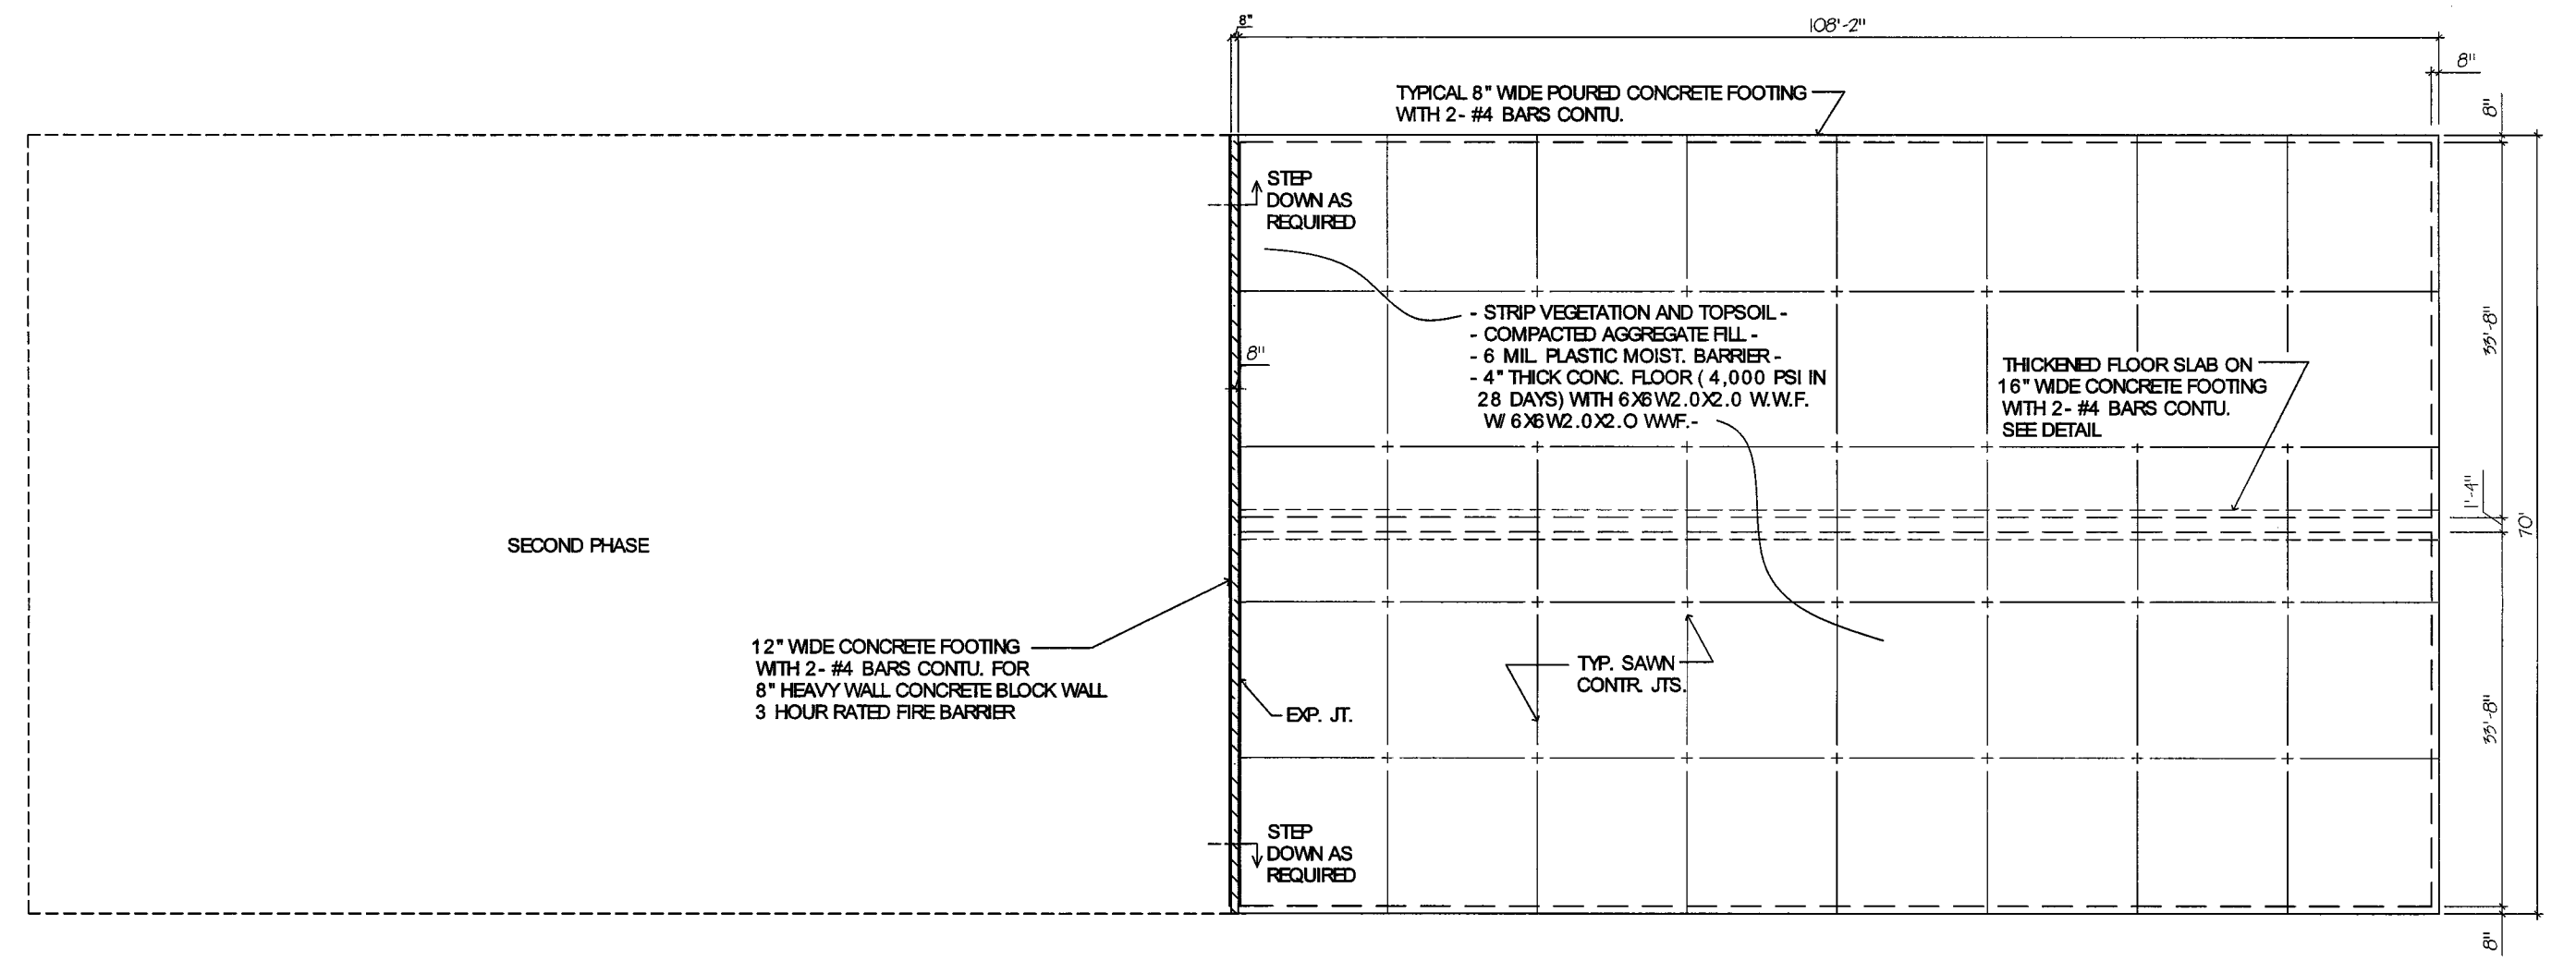 8"
108'-2"
8"
TYPICAL 8" WIDE POURED CONCRETE FOOTING
WITH 2- #4 BARS CONTU.
8"
STEP
DOWN AS
REQUIRED
- STRIP VEGETATION AND TOPSOIL -
- COMPACTED AGGREGATE FILL -
- 6 MIL PLASTIC MOIST. BARRIER -
- 4" THICK CONC. FLOOR ( 4,000 PSI IN
28 DAYS) WITH 6X6W2.0X2.0 W.W.F.
W/ 6X6W2.0X2.O WWF.-
8"
33'-8"
THICKENED FLOOR SLAB ON
16" WIDE CONCRETE FOOTING
WITH 2- #4 BARS CONTU.
SEE DETAIL
1'-4"
70'
SECOND PHASE
12" WIDE CONCRETE FOOTING
WITH 2- #4 BARS CONTU. FOR
8" HEAVY WALL CONCRETE BLOCK WALL
3 HOUR RATED FIRE BARRIER
TYP. SAWN
CONTR. JTS.
EXP. JT.
33'-8"
STEP
DOWN AS
REQUIRED
8"